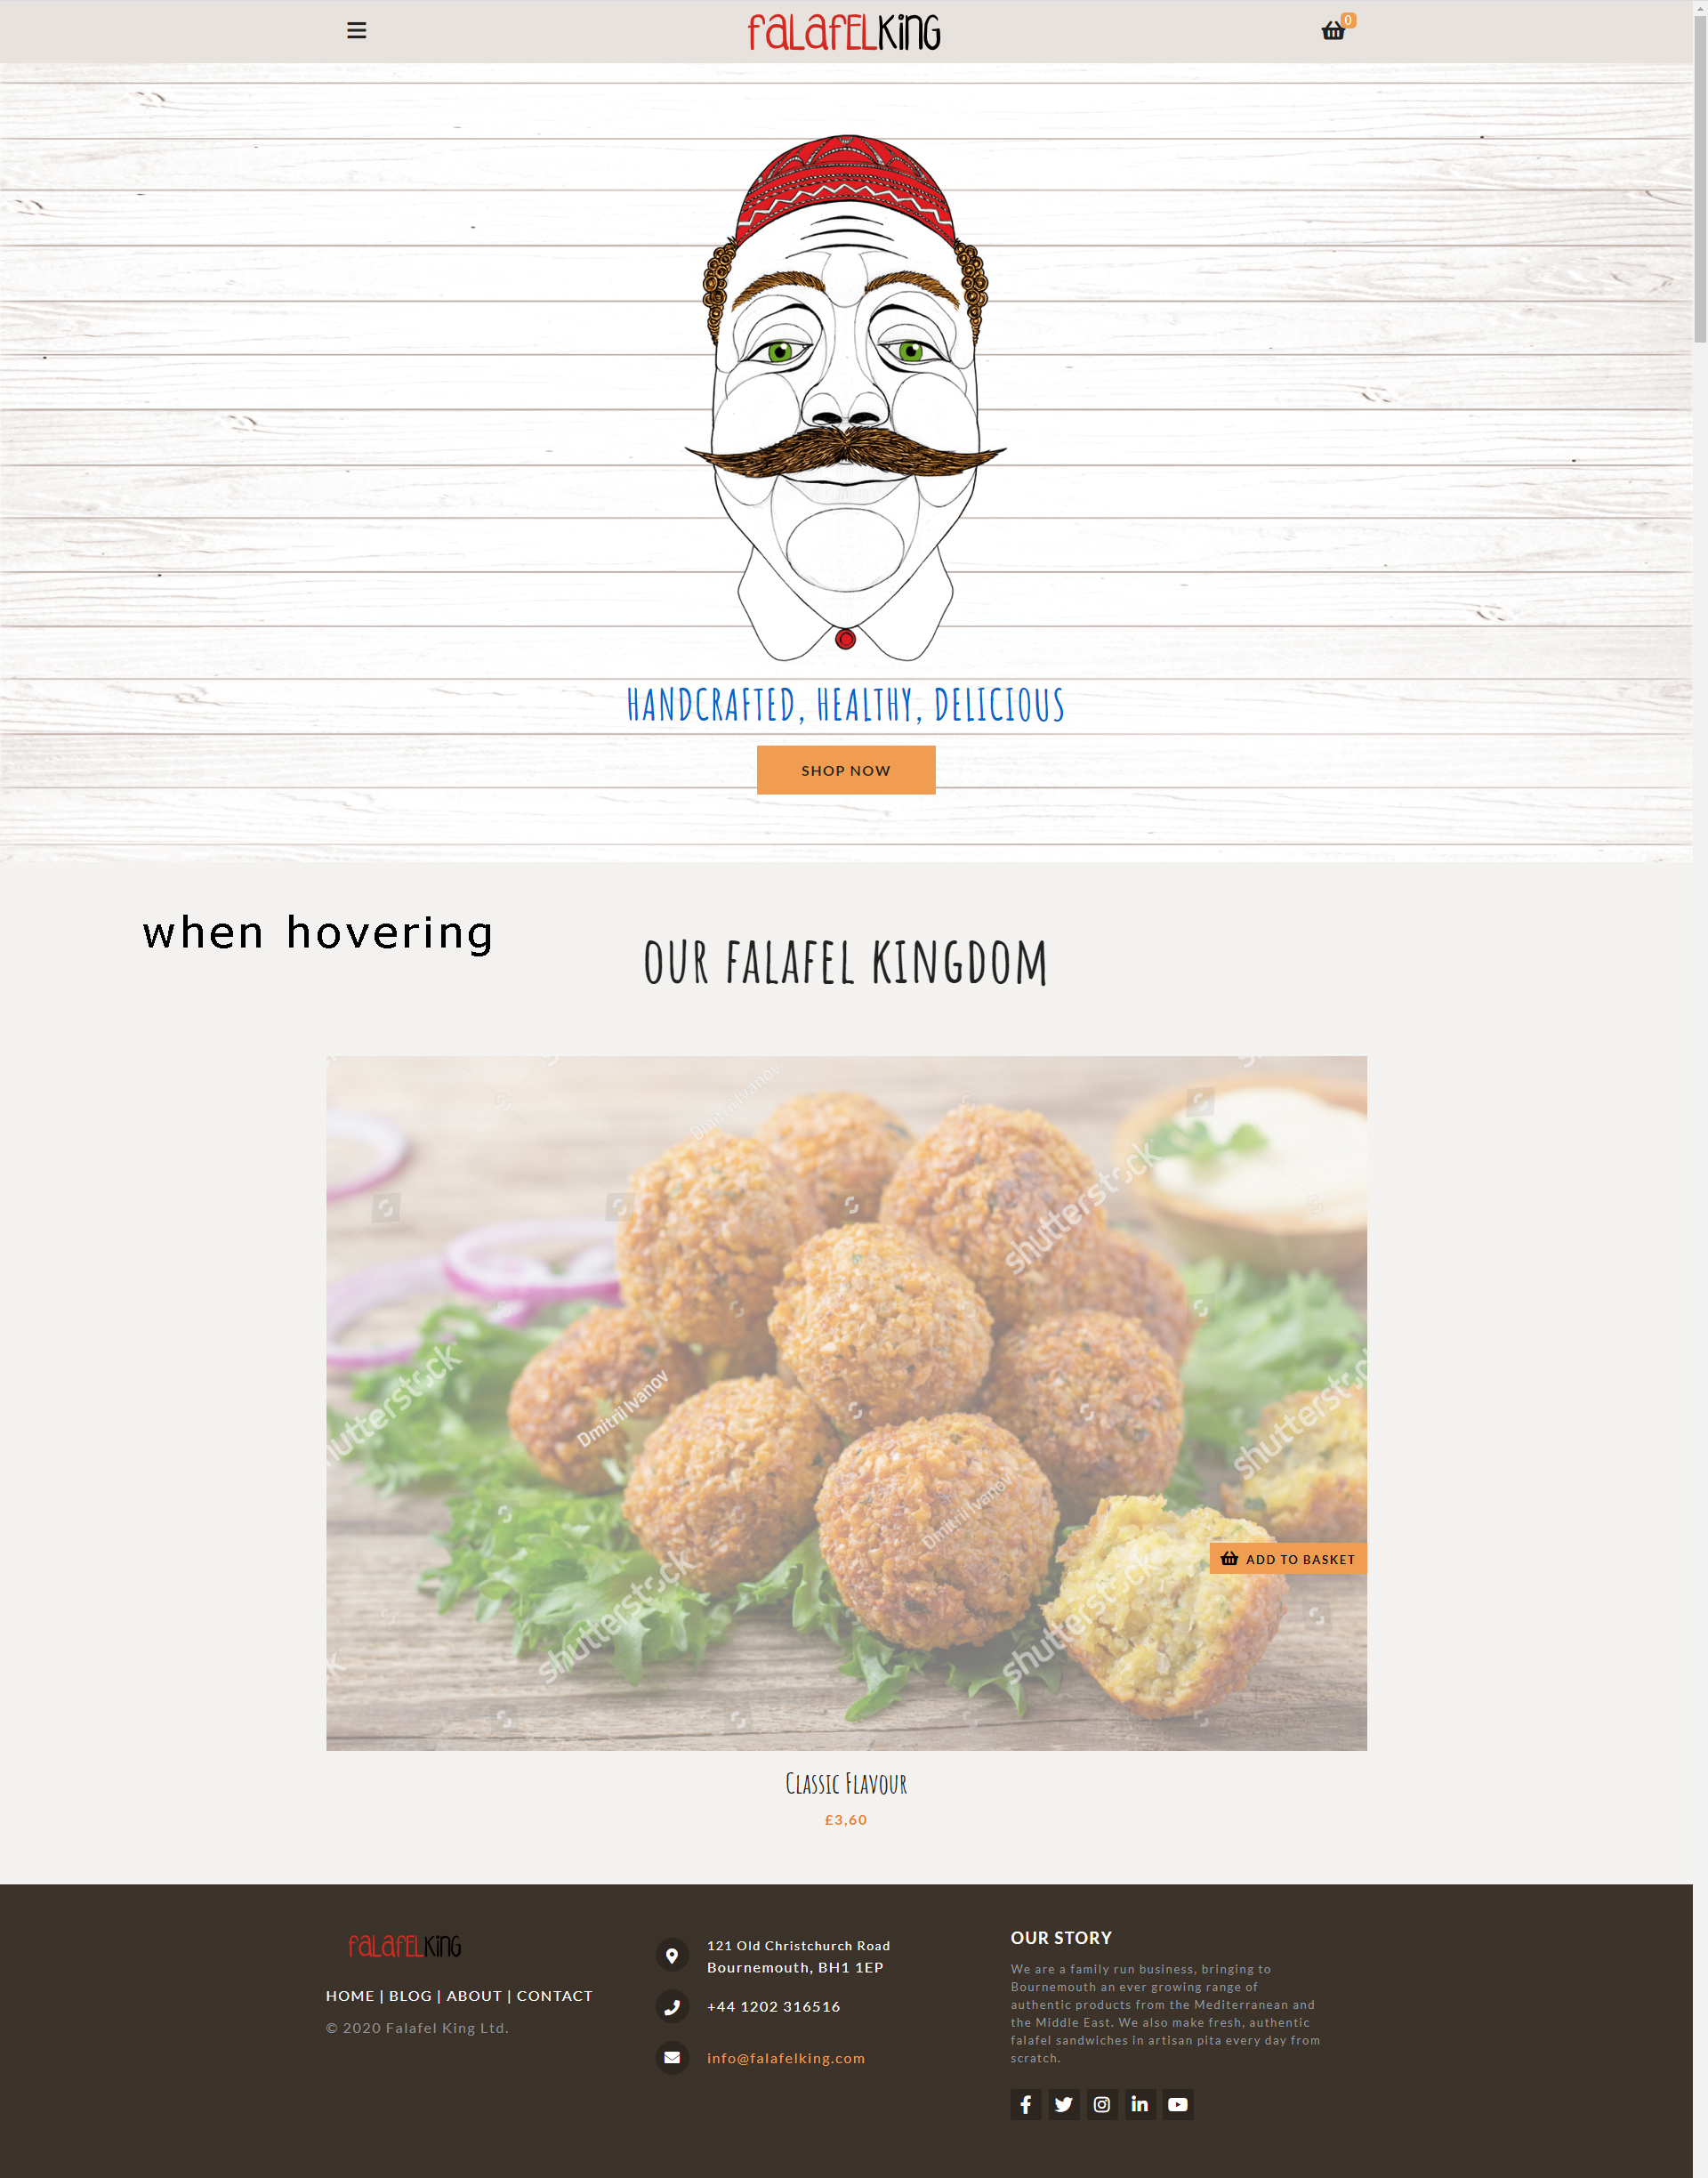 faLafELKing
0
HANDCRAFTED, HEALTHY, DELICIOUS
SHOP NOW
when hovering
OUR FALAFEL KINGDOM
Dmitrii Ivanov
shutterstock
shutterstock
Dmitrii Ivanov
shutterstock
Dmitrii Ivanov
ADD TO BASKET
shutterstock
shutterstock
Classic Flavour
£3,60
faLafELKing
HOME | BLOG | ABOUT | CONTACT
© 2020 Falafel King Ltd.
121 Old Christchurch Road
Bournemouth, BH1 1EP
+44 1202 316516
info@falafelking.com
OUR STORY
We are a family run business, bringing to
Bournemouth an ever growing range of
authentic products from the Mediterranean and
the Middle East. We also make fresh, authentic
falafel sandwiches in artisan pita every day from
scratch.